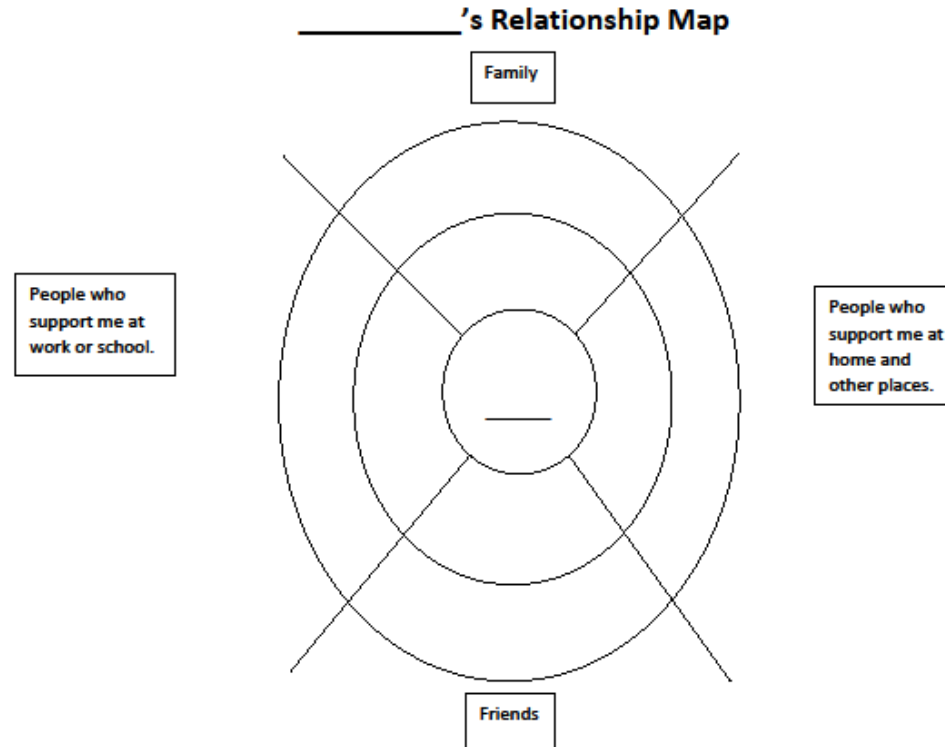 __________’s Relationship Map
Family
People who
support me at
work or school.
People who
support me at
home and
other places.
____
Friends